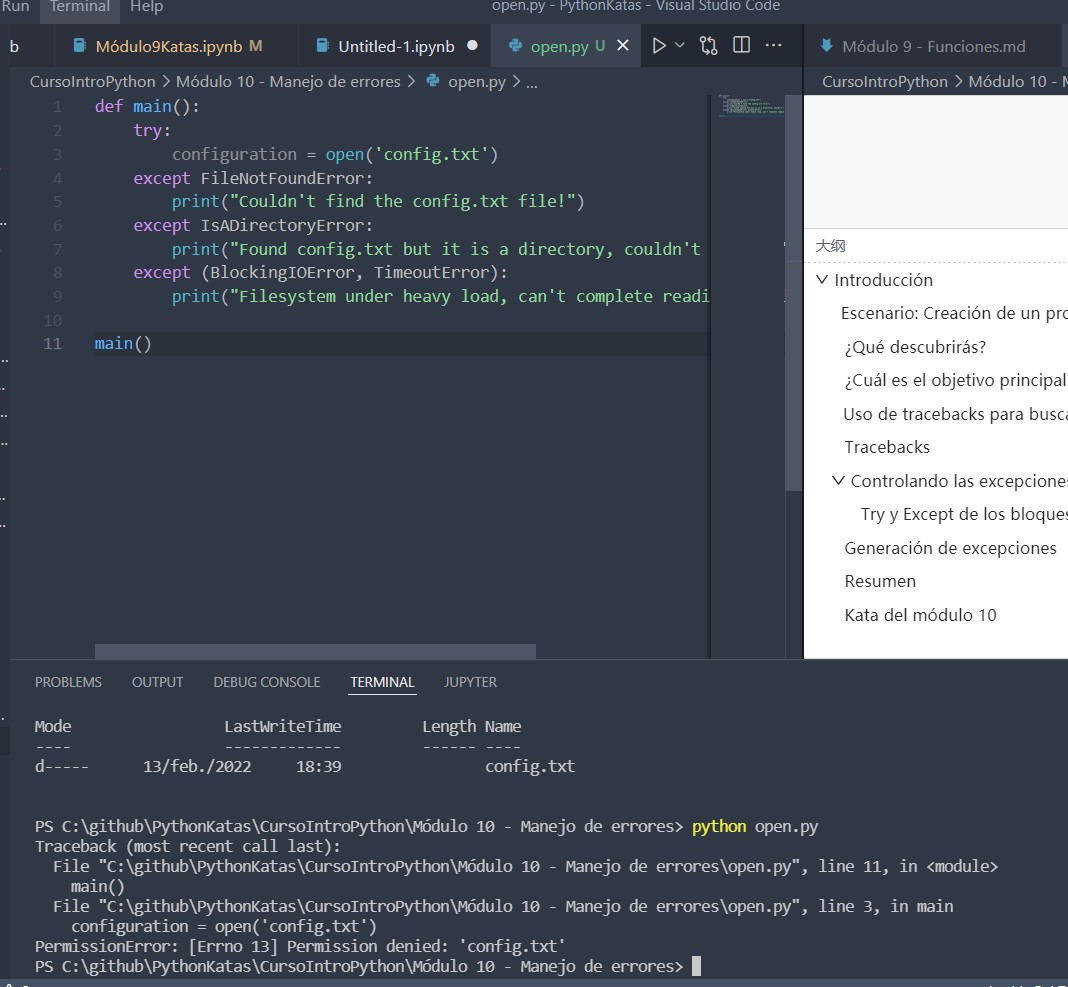 Run Terminal Help open.py - PythonKatas - Visual Studio Code
b Módulo9Katas.ipynb M Untitled-1.ipynb open.py U Módulo 9 - Funciones.md
CursoIntroPython > Módulo 10 - Manejo de errores > open.py > ...
CursoIntroPython > Módulo 10 -
1 def main():
2 try:
3 configuration = open('config.txt')
4 except FileNotFoundError:
5 print("Couldn't find the config.txt file!")
6 except IsADirectoryError:
7 print("Found config.txt but it is a directory, couldn't
8 except (BlockingIOError, TimeoutError):
9 print("Filesystem under heavy load, can't complete readi
10
11 main()
大纲
Introducción
Escenario: Creación de un pro
¿Qué descubrirás?
¿Cuál es el objetivo principal
Uso de tracebacks para busca
Tracebacks
Controlando las excepciones
Try y Except de los bloques
Generación de excepciones
Resumen
Kata del módulo 10
PROBLEMS OUTPUT DEBUG CONSOLE TERMINAL JUPYTER
Mode LastWriteTime Length Name
---- ------------- ------ ----
d----- 13/feb./2022 18:39 config.txt
PS C:\github\PythonKatas\CursoIntroPython\Módulo 10 - Manejo de errores> python open.py
Traceback (most recent call last):
File "C:\github\PythonKatas\CursoIntroPython\Módulo 10 - Manejo de errores\open.py", line 11, in <module>
main()
File "C:\github\PythonKatas\CursoIntroPython\Módulo 10 - Manejo de errores\open.py", line 3, in main
configuration = open('config.txt')
PermissionError: [Errno 13] Permission denied: 'config.txt'
PS C:\github\PythonKatas\CursoIntroPython\Módulo 10 - Manejo de errores>